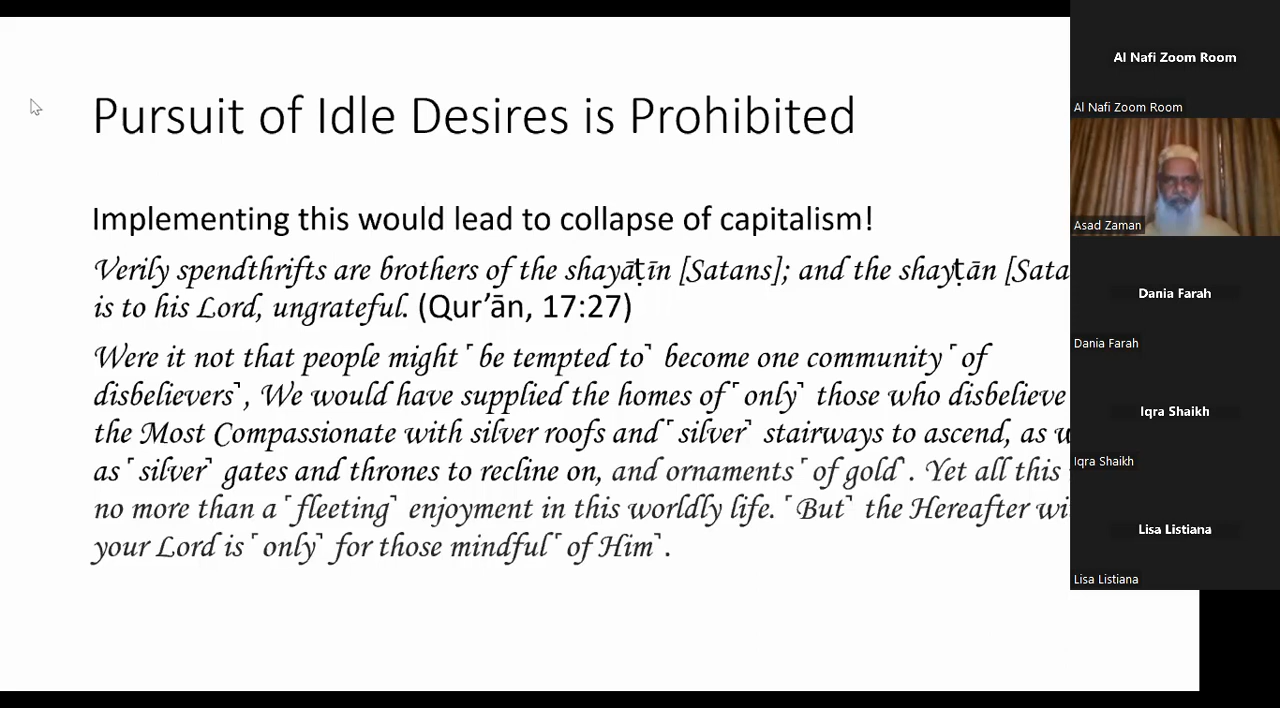 Pursuit of Idle Desires is Prohibited
Implementing this would lead to collapse of capitalism!
Verily spendthrifts are brothers of the shayāṭīn [Satans]; and the shayṭān [Sata
is to his Lord, ungrateful. (Qur’ān, 17:27)
Were it not that people might ˹be tempted to˺ become one community ˹of
disbelievers˺, We would have supplied the homes of ˹only˺ those who disbelieve
the Most Compassionate with silver roofs and ˹silver˺ stairways to ascend, as w
as ˹silver˺ gates and thrones to recline on, and ornaments ˹of gold˺. Yet all this
no more than a ˹fleeting˺ enjoyment in this worldly life. ˹But˺ the Hereafter wi
your Lord is ˹only˺ for those mindful ˹of Him˺.
Al Nafi Zoom Room
Al Nafi Zoom Room
Asad Zaman
Dania Farah
Dania Farah
Iqra Shaikh
Iqra Shaikh
Lisa Listiana
Lisa Listiana